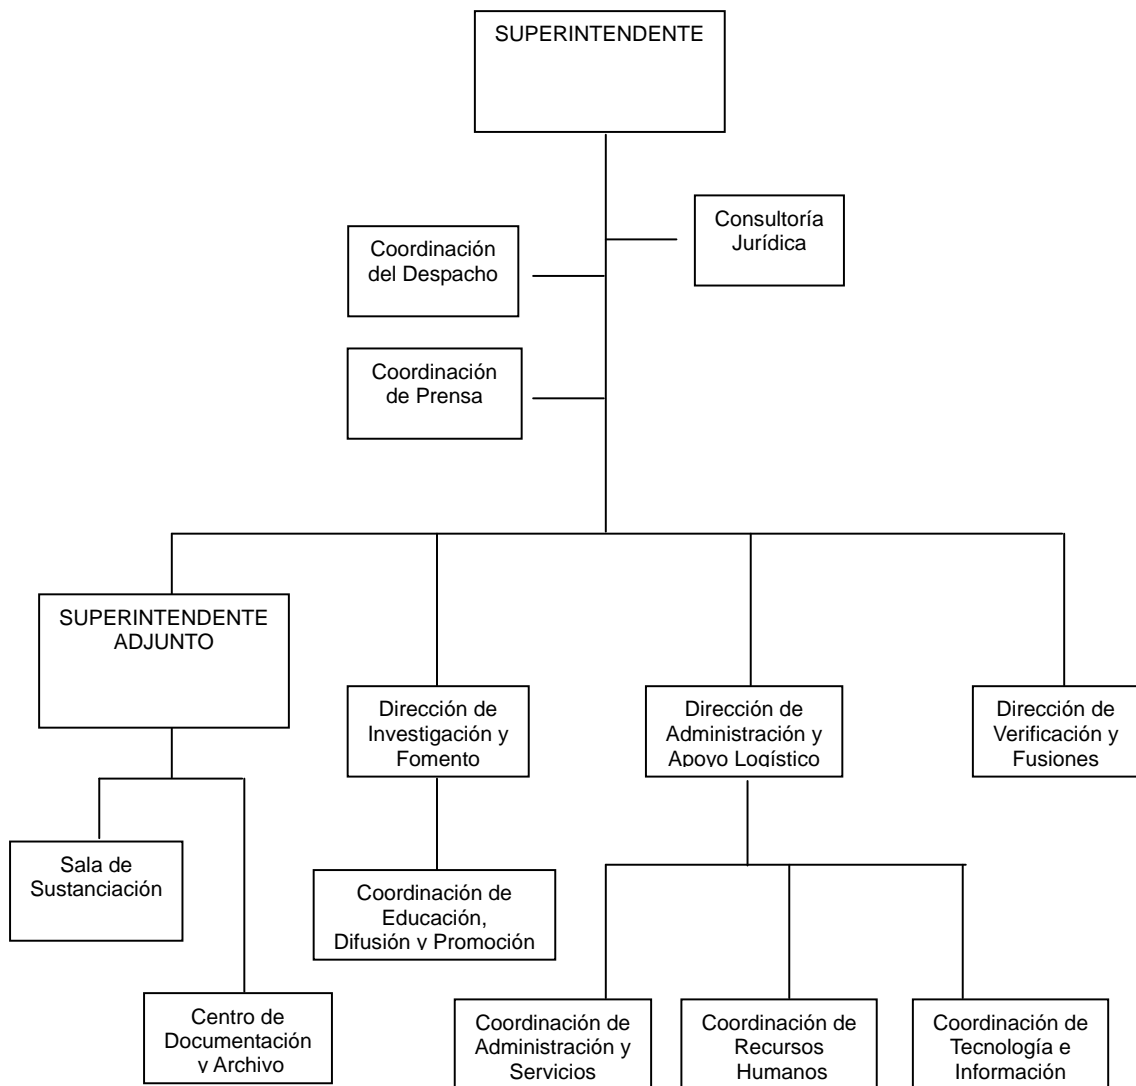 SUPERINTENDENTE
Consultoría
Jurídica
Coordinación
del Despacho
Coordinación
de Prensa
SUPERINTENDENTE
ADJUNTO
Dirección de
Investigación y
Fomento
Dirección de
Administración y
Apoyo Logístico
Dirección de
Verificación y
Fusiones
Sala de
Sustanciación
Coordinación de
Educación,
Difusión y Promoción
Centro de
Documentación
y Archivo
Coordinación de
Administración y
Servicios
Coordinación de
Recursos
Humanos
Coordinación de
Tecnología e
Información